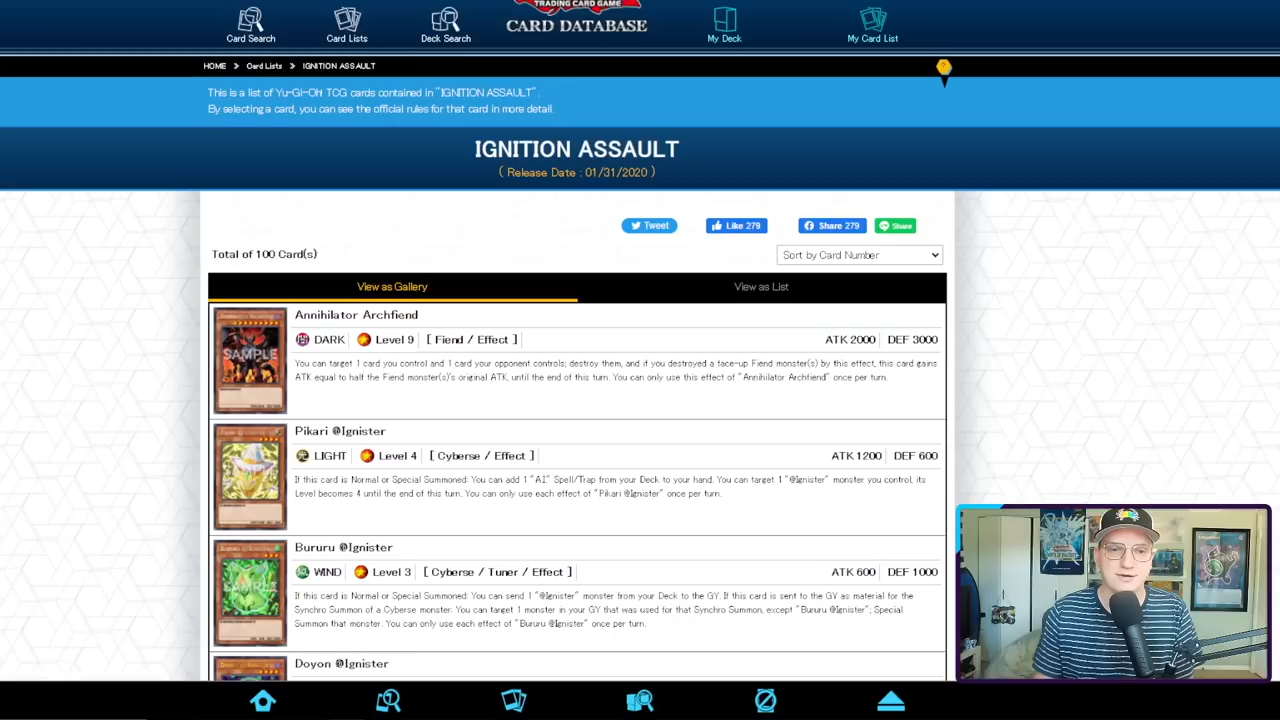 TRADING CARD GAME
CARD DATABASE
Card Search
Card Lists
Deck Search
My Deck
My Card List
HOME > Card Lists > IGNITION ASSAULT
This is a list of Yu-Gi-Oh! TCG cards contained in "IGNITION ASSAULT".
By selecting a card, you can see the official rules for that card in more detail.
IGNITION ASSAULT
( Release Date : 01/31/2020 )
Tweet
Like 279
Share 279
Share
Total of 100 Card(s)
Sort by Card Number
View as Gallery
View as List
Annihilator Archfiend
DARK Level 9 [ Fiend / Effect ] ATK 2000 DEF 3000
You can target 1 card you control and 1 card your opponent controls; destroy them, and if you destroyed a face-up Fiend monster(s) by this effect, this card gains
ATK equal to half the Fiend monster(s)'s original ATK, until the end of this turn. You can only use this effect of "Annihilator Archfiend" once per turn.
SAMPLE
Pikari @Ignister
LIGHT Level 4 [ Cyberse / Effect ] ATK 1200 DEF 600
If this card is Normal or Special Summoned: You can add 1 "A.I." Spell/Trap from your Deck to your hand. You can target 1 "@Ignister" monster you control; its
Level becomes 4 until the end of this turn. You can only use each effect of "Pikari @Ignister" once per turn.
SAMPLE
Bururu @Ignister
WIND Level 3 [ Cyberse / Tuner / Effect ] ATK 600 DEF 1000
If this card is Normal or Special Summoned: You can send 1 "@Ignister" monster from your Deck to the GY. If this card is sent to the GY as material for the
Synchro Summon of a Cyberse monster: You can target 1 monster in your GY that was used for that Synchro Summon, except "Bururu @Ignister"; Special
Summon that monster. You can only use each effect of "Bururu @Ignister" once per turn.
SAMPLE
Doyon @Ignister